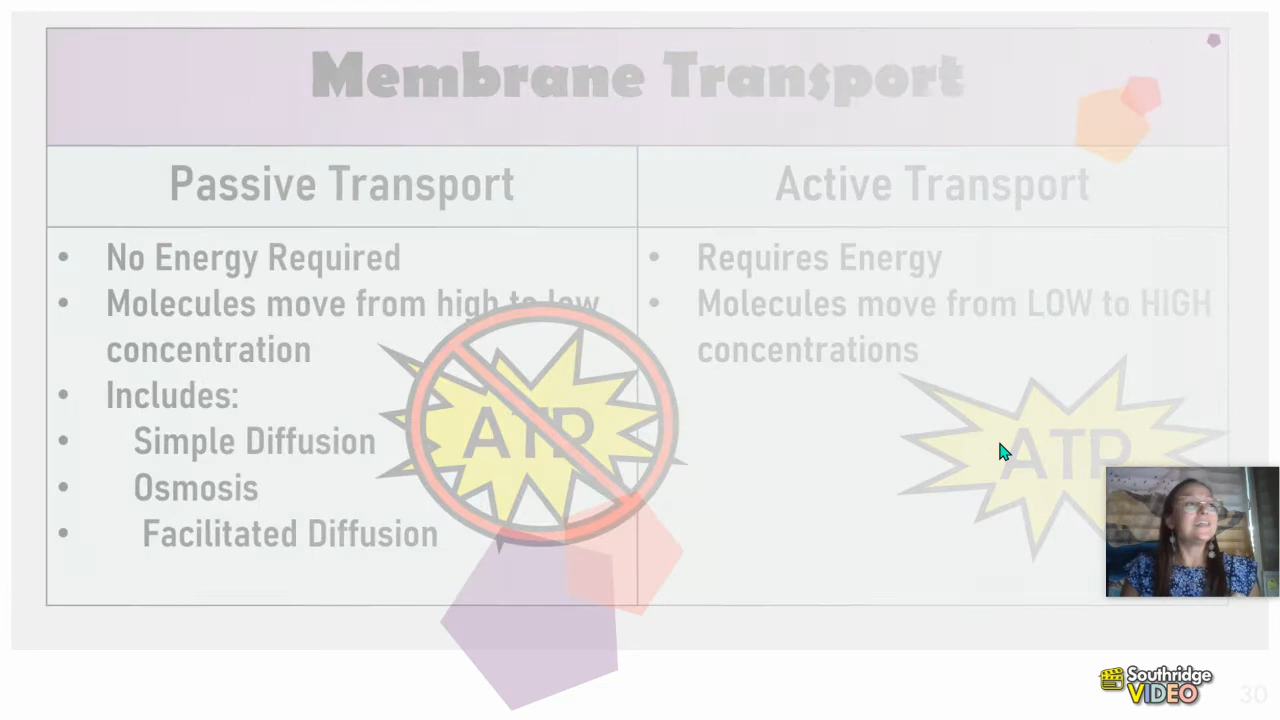 Membrane Transport
Passive Transport
Active Transport
• No Energy Required
• Molecules move from high to low
concentration
• Includes:
• Simple Diffusion
• Osmosis
• Facilitated Diffusion
• Requires Energy
• Molecules move from LOW to HIGH
concentrations
ATP
ATP
Southridge
VIDEO
30